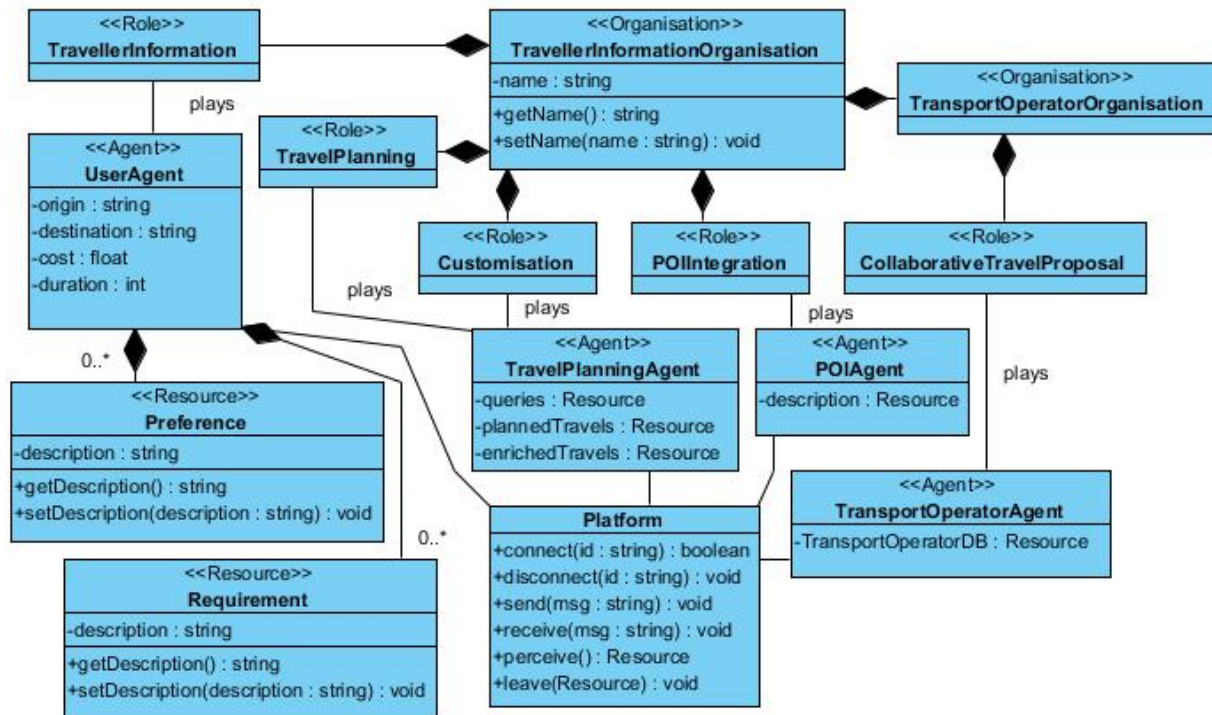 <<Role>>
TravellerInformation
<<Organisation>>
TravellerInformationOrganisation
-name : string
+getName() : string
+setName(name : string) : void
<<Organisation>>
TransportOperatorOrganisation
plays
<<Role>>
TravelPlanning
<<Agent>>
UserAgent
-origin : string
-destination : string
-cost : float
-duration : int
<<Role>>
Customisation
<<Role>>
POIIntegration
<<Role>>
CollaborativeTravelProposal
plays
plays
plays
plays
0..*
<<Agent>>
TravelPlanningAgent
-queries : Resource
-plannedTravels : Resource
-enrichedTravels : Resource
<<Agent>>
POIAgent
-description : Resource
<<Resource>>
Preference
-description : string
+getDescription() : string
+setDescription(description : string) : void
<<Agent>>
TransportOperatorAgent
-TransportOperatorDB : Resource
0..*
Platform
+connect(id : string) : boolean
+disconnect(id : string) : void
+send(msg : string) : void
+receive(msg : string) : void
+perceive() : Resource
+leave(Resource) : void
<<Resource>>
Requirement
-description : string
+getDescription() : string
+setDescription(description : string) : void